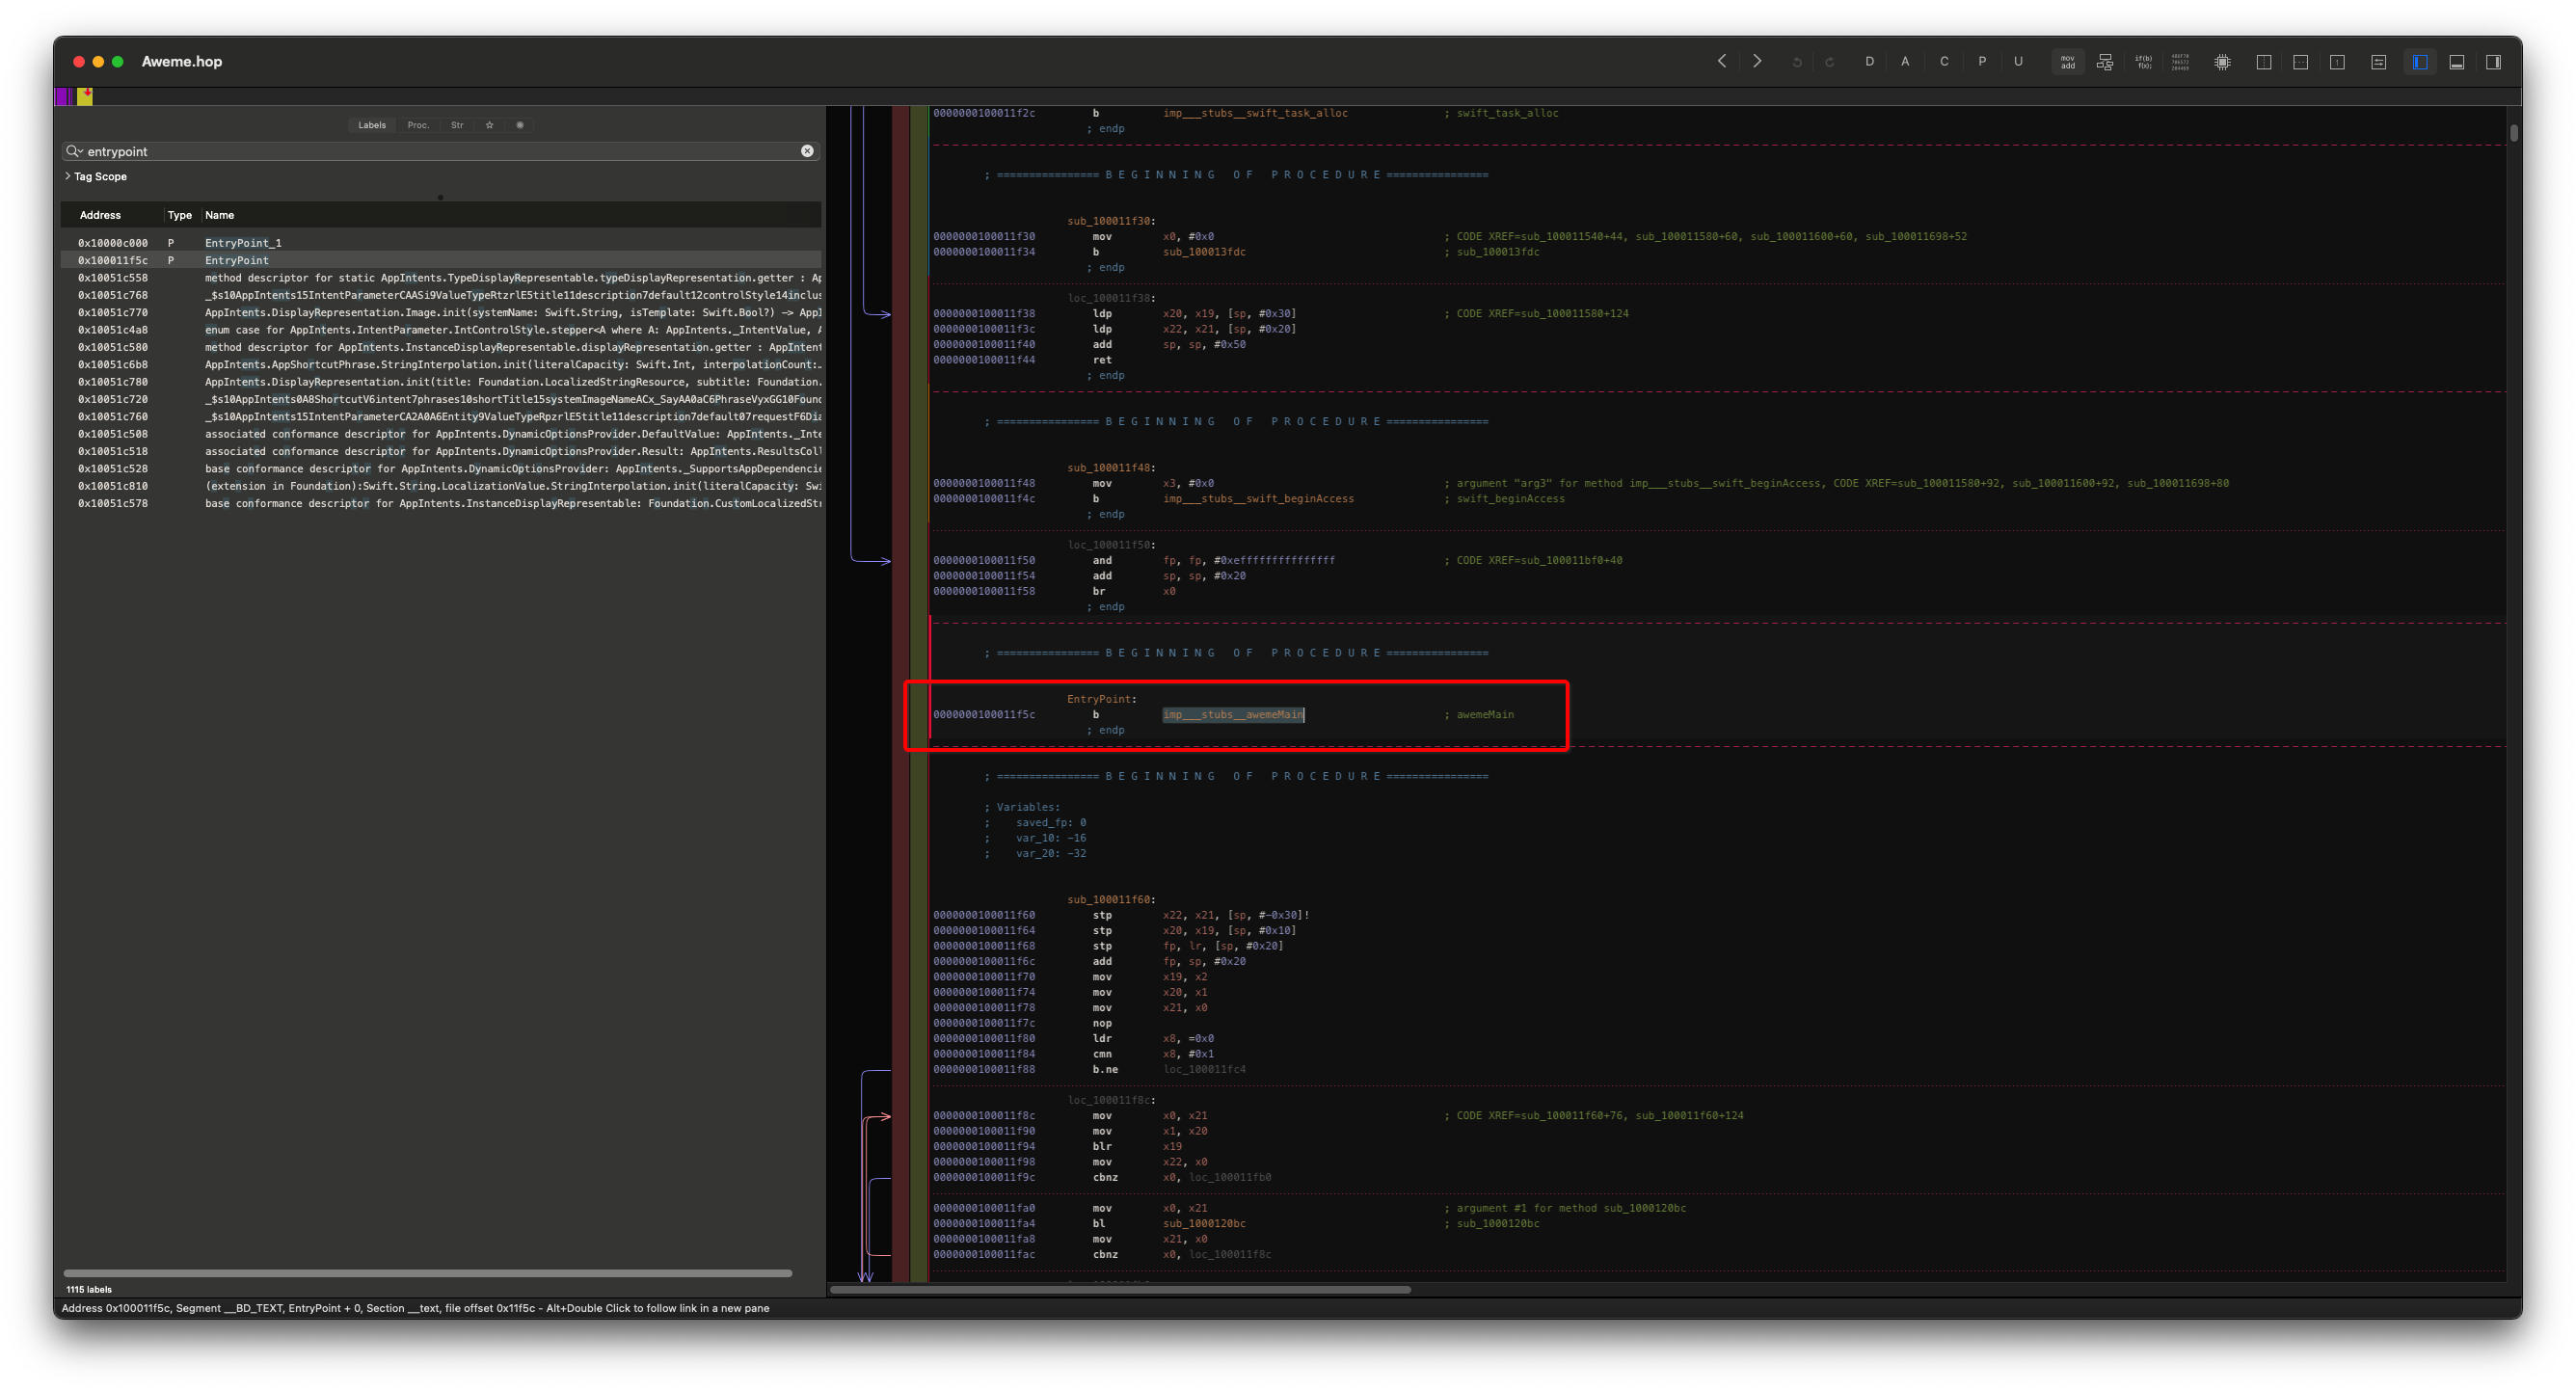 Aweme.hop
D A C P U
mov
add
if(b)
f(x);
Labels Proc. Str
entrypoint
Tag Scope
Address Type Name
0x10000c000 P EntryPoint_1
0x100011f5c P EntryPoint
0x10051c558 method descriptor for static AppIntents.TypeDisplayRepresentable.typeDisplayRepresentation.getter : Ap
0x10051c768 _$s10AppIntents15IntentParameterCAASi9ValueTypeRtzrlE5title11description7default12controlStyle14inclus
0x10051c770 AppIntents.DisplayRepresentation.Image.init(systemName: Swift.String, isTemplate: Swift.Bool?) -> AppI
0x10051c4a8 enum case for AppIntents.IntentParameter.IntControlStyle.stepper<A where A: AppIntents._IntentValue, A
0x10051c580 method descriptor for AppIntents.InstanceDisplayRepresentable.displayRepresentation.getter : AppIntent
0x10051c6b8 AppIntents.AppShortcutPhrase.StringInterpolation.init(literalCapacity: Swift.Int, interpolationCount:…
0x10051c780 AppIntents.DisplayRepresentation.init(title: Foundation.LocalizedStringResource, subtitle: Foundation.
0x10051c720 _$s10AppIntents0A8ShortcutV6intent7phrases10shortTitle15systemImageNameACx_SayAA0aC6PhraseVyxGG10Found
0x10051c760 _$s10AppIntents15IntentParameterCA2A0A6Entity9ValueTypeRpzrlE5title11description7default07requestF6Dia
0x10051c508 associated conformance descriptor for AppIntents.DynamicOptionsProvider.DefaultValue: AppIntents._Inte
0x10051c518 associated conformance descriptor for AppIntents.DynamicOptionsProvider.Result: AppIntents.ResultsColl
0x10051c528 base conformance descriptor for AppIntents.DynamicOptionsProvider: AppIntents._SupportsAppDependencie
0x10051c810 (extension in Foundation):Swift.String.LocalizationValue.StringInterpolation.init(literalCapacity: Swi
0x10051c578 base conformance descriptor for AppIntents.InstanceDisplayRepresentable: Foundation.CustomLocalizedStr
1115 labels
0000000100011f2c b imp___stubs__swift_task_alloc ; swift_task_alloc
; endp
; ================ B E G I N N I N G   O F   P R O C E D U R E ================
sub_100011f30:
0000000100011f30 mov x0, #0x0 ; CODE XREF=sub_100011540+44, sub_100011580+60, sub_100011600+60, sub_100011698+52
0000000100011f34 b sub_100013fdc ; sub_100013fdc
; endp
loc_100011f38:
0000000100011f38 ldp x20, x19, [sp, #0x30] ; CODE XREF=sub_100011580+124
0000000100011f3c ldp x22, x21, [sp, #0x20]
0000000100011f40 add sp, sp, #0x50
0000000100011f44 ret
; endp
; ================ B E G I N N I N G   O F   P R O C E D U R E ================
sub_100011f48:
0000000100011f48 mov x3, #0x0 ; argument "arg3" for method imp___stubs__swift_beginAccess, CODE XREF=sub_100011580+92, sub_100011600+92, sub_100011698+80
0000000100011f4c b imp___stubs__swift_beginAccess ; swift_beginAccess
; endp
loc_100011f50:
0000000100011f50 and fp, fp, #0xefffffffffffffff ; CODE XREF=sub_100011bf0+40
0000000100011f54 add sp, sp, #0x20
0000000100011f58 br x0
; endp
; ================ B E G I N N I N G   O F   P R O C E D U R E ================
EntryPoint:
0000000100011f5c b imp___stubs__awemeMain ; awemeMain
; endp
; ================ B E G I N N I N G   O F   P R O C E D U R E ================
; Variables:
; saved_fp: 0
; var_10: -16
; var_20: -32
sub_100011f60:
0000000100011f60 stp x22, x21, [sp, #-0x30]!
0000000100011f64 stp x20, x19, [sp, #0x10]
0000000100011f68 stp fp, lr, [sp, #0x20]
0000000100011f6c add fp, sp, #0x20
0000000100011f70 mov x19, x2
0000000100011f74 mov x20, x1
0000000100011f78 mov x21, x0
0000000100011f7c nop
0000000100011f80 ldr x8, =0x0
0000000100011f84 cmn x8, #0x1
0000000100011f88 b.ne loc_100011fc4
loc_100011f8c:
0000000100011f8c mov x0, x21 ; CODE XREF=sub_100011f60+76, sub_100011f60+124
0000000100011f90 mov x1, x20
0000000100011f94 blr x19
0000000100011f98 mov x22, x0
0000000100011f9c cbnz x0, loc_100011fb0
0000000100011fa0 mov x0, x21 ; argument #1 for method sub_1000120bc
0000000100011fa4 bl sub_1000120bc ; sub_1000120bc
0000000100011fa8 mov x21, x0
0000000100011fac cbnz x0, loc_100011f8c
Address 0x100011f5c, Segment __BD_TEXT, EntryPoint + 0, Section __text, file offset 0x11f5c - Alt+Double Click to follow link in a new pane